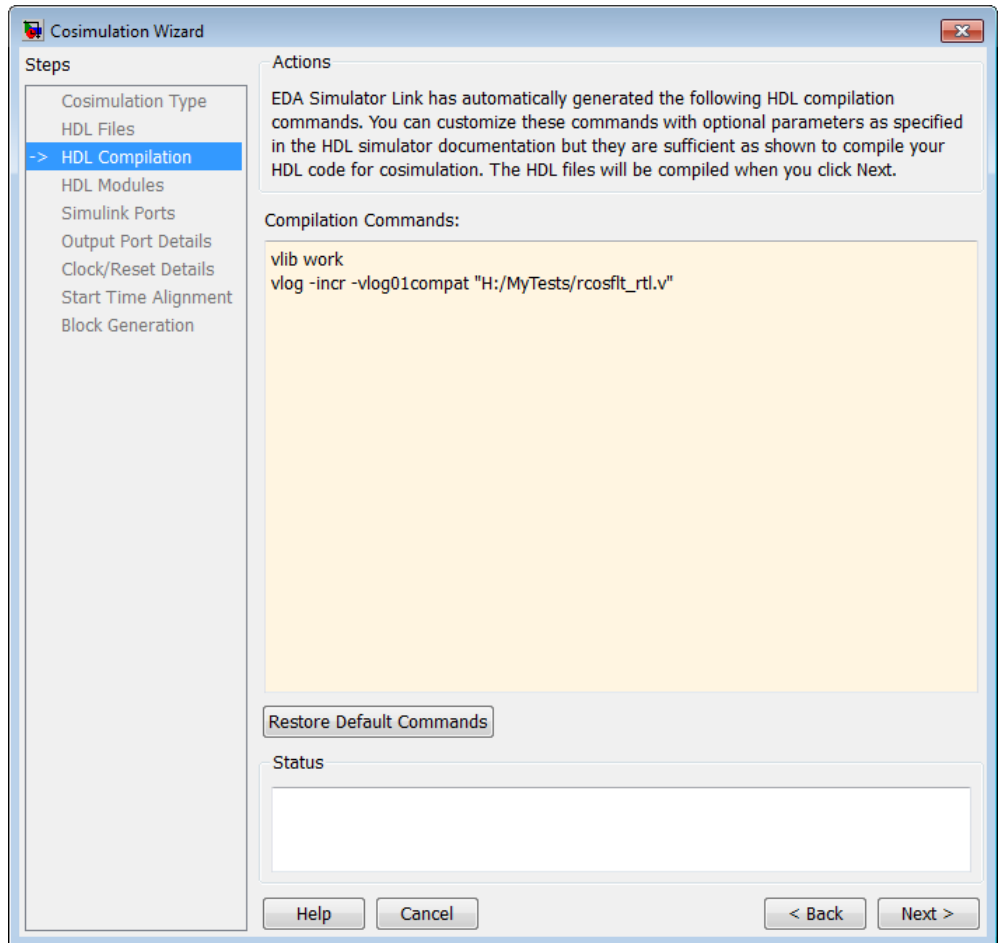 Cosimulation Wizard
Steps
Cosimulation Type
HDL Files
-> HDL Compilation
HDL Modules
Simulink Ports
Output Port Details
Clock/Reset Details
Start Time Alignment
Block Generation
Actions
EDA Simulator Link has automatically generated the following HDL compilation
commands. You can customize these commands with optional parameters as specified
in the HDL simulator documentation but they are sufficient as shown to compile your
HDL code for cosimulation. The HDL files will be compiled when you click Next.
Compilation Commands:
vlib work
vlog -incr -vlog01compat "H:/MyTests/rcosflt_rtl.v"
Restore Default Commands
Status
Help
Cancel
< Back
Next >